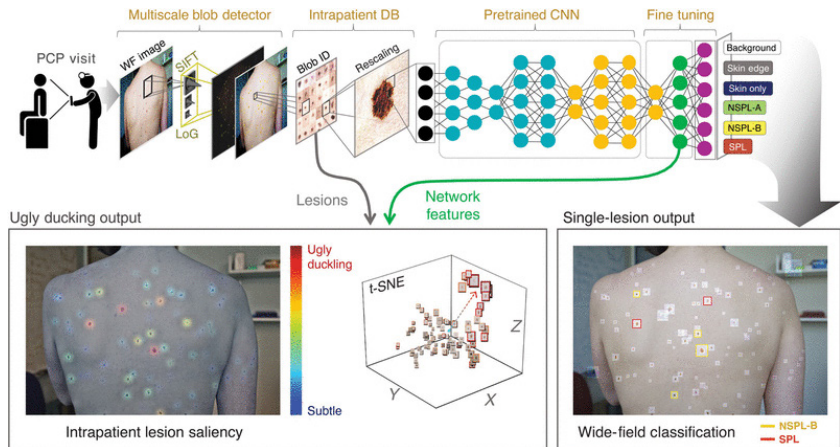 Multiscale blob detector
Intrapatient DB
Pretrained CNN
Fine tuning
PCP visit
WF image
SIFT
LoG
Blob ID
Rescaling
Background
Skin edge
Skin only
NSPL-A
NSPL-B
SPL
Lesions
Network
features
Ugly ducking output
Ugly
duckling
Subtle
t-SNE
Z
Y
X
Intrapatient lesion saliency
Single-lesion output
Wide-field classification
NSPL-B
SPL